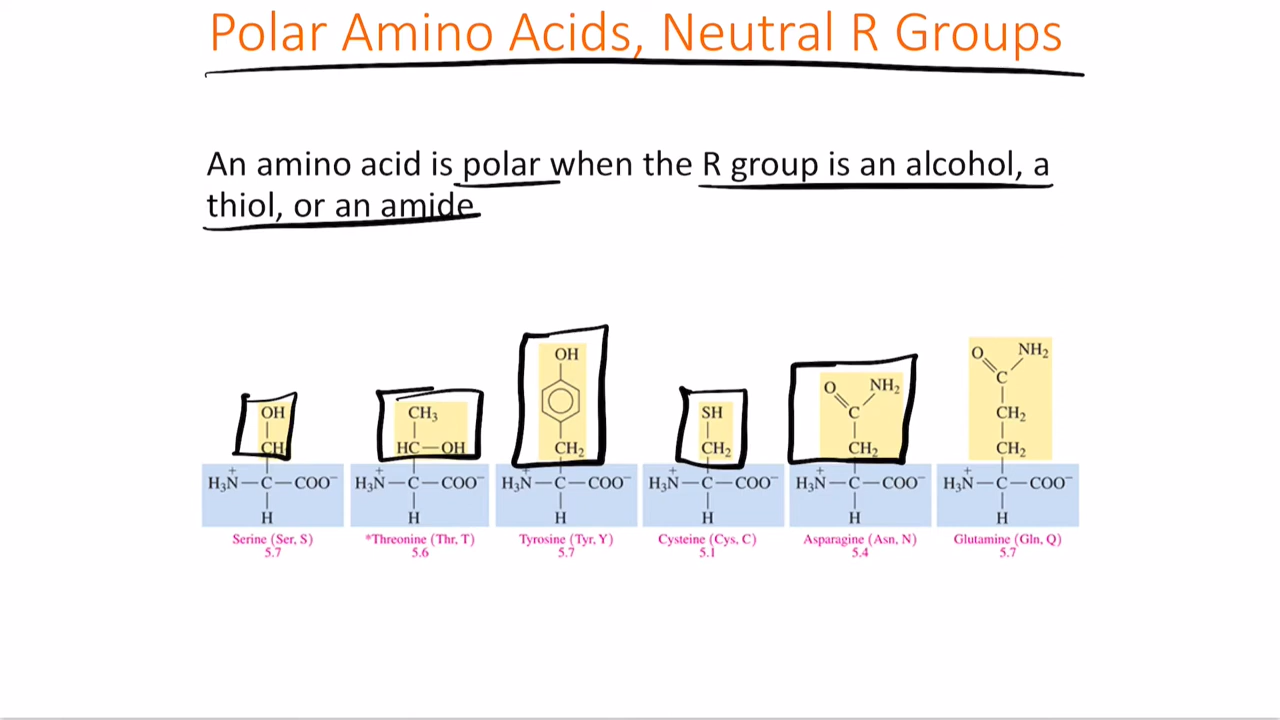 Polar Amino Acids, Neutral R Groups
An amino acid is polar when the R group is an alcohol, a
thiol, or an amide
OH
CH
H₃N⁺—C—COO⁻
H
Serine (Ser, S)
5.7
CH₃
HC—OH
H₃N⁺—C—COO⁻
H
*Threonine (Thr, T)
5.6
OH
CH₂
H₃N⁺—C—COO⁻
H
Tyrosine (Tyr, Y)
5.7
SH
CH₂
H₃N⁺—C—COO⁻
H
Cysteine (Cys, C)
5.1
O NH₂
C
CH₂
H₃N⁺—C—COO⁻
H
Asparagine (Asn, N)
5.4
O NH₂
C
CH₂
CH₂
H₃N⁺—C—COO⁻
H
Glutamine (Gln, Q)
5.7